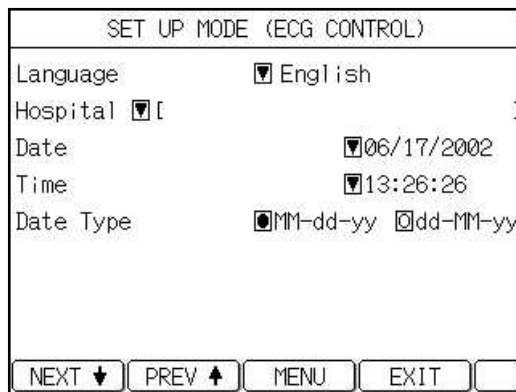 SET UP MODE (ECG CONTROL)
Language English
Hospital [ ]
Date 06/17/2002
Time 13:26:26
Date Type MM-dd-yy dd-MM-yy
NEXT PREV MENU EXIT